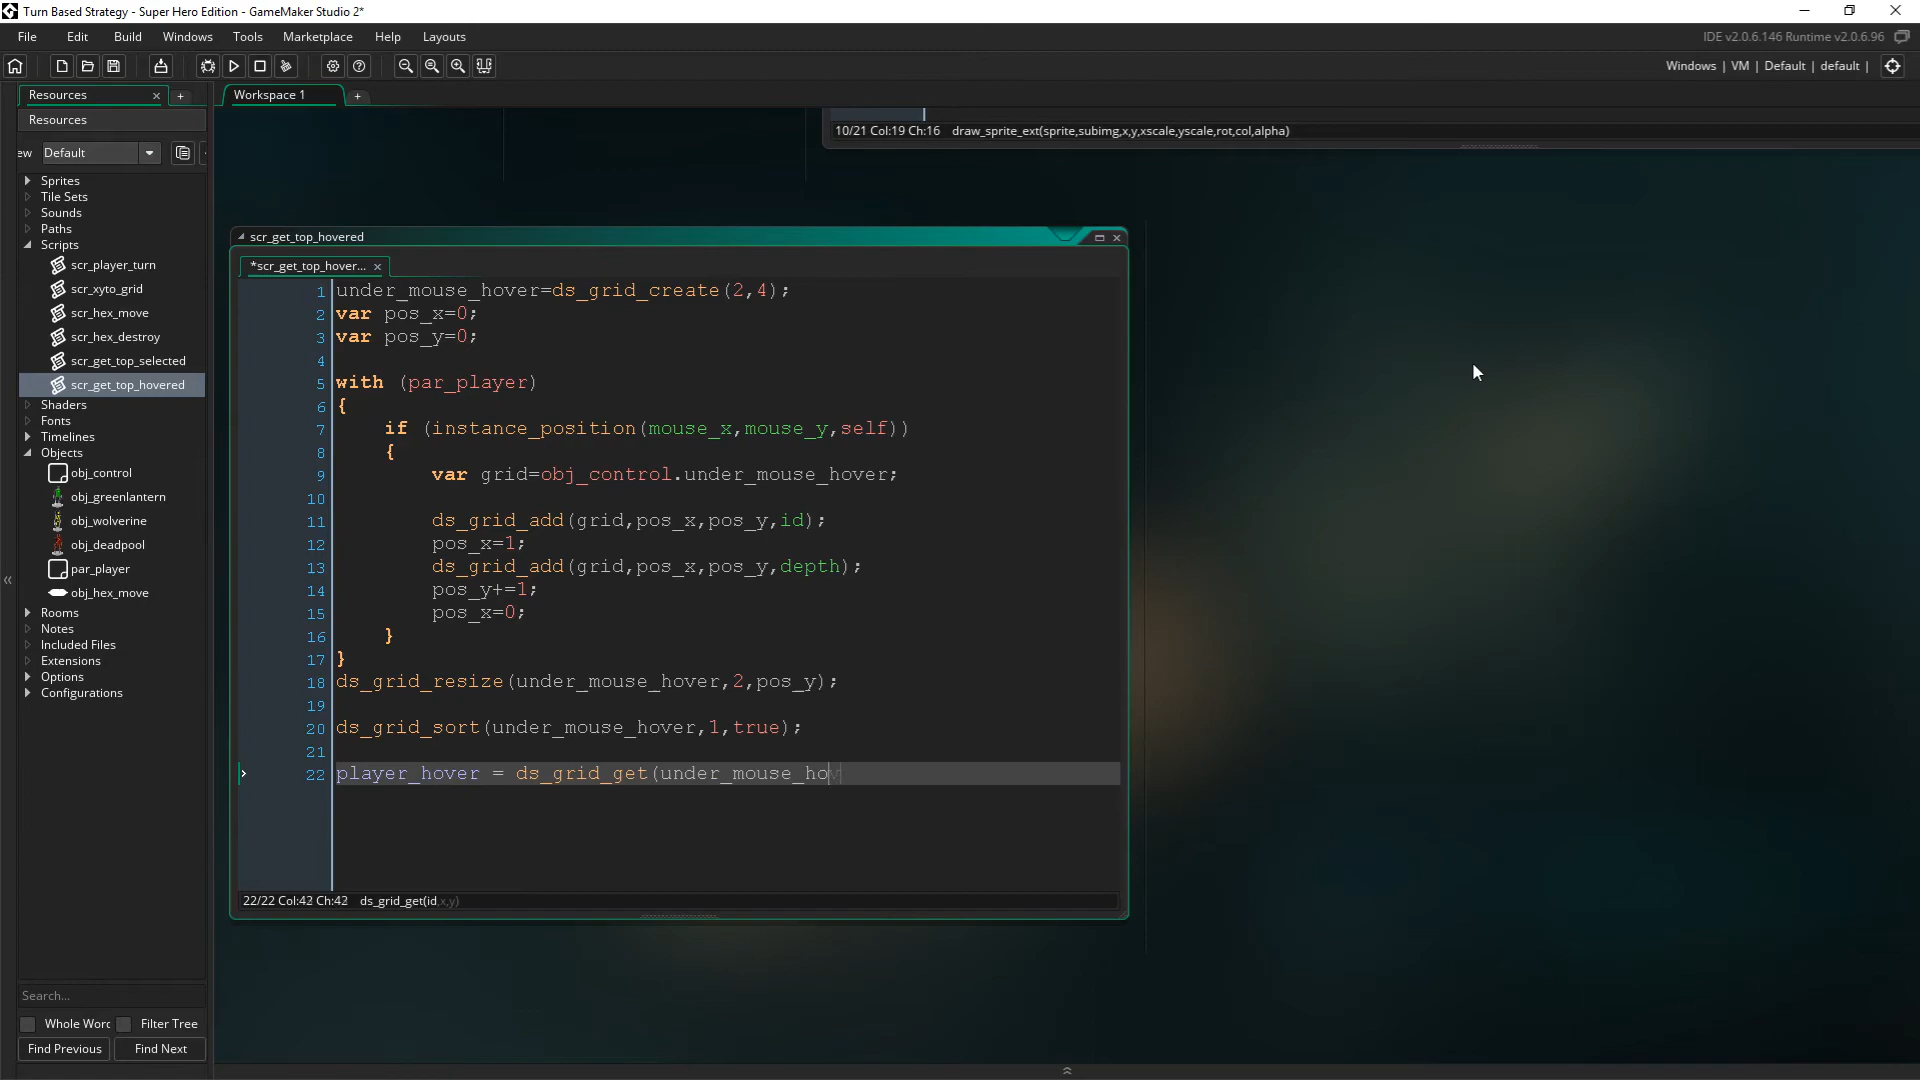 Turn Based Strategy - Super Hero Edition - GameMaker Studio 2*
File Edit Build Windows Tools Marketplace Help Layouts
IDE v2.0.6.146 Runtime v2.0.6.96
Windows | VM | Default | default |
Resources
Workspace 1
Resources
ew Default
Sprites
Tile Sets
Sounds
Paths
Scripts
scr_player_turn
scr_xyto_grid
scr_hex_move
scr_hex_destroy
scr_get_top_selected
scr_get_top_hovered
Shaders
Fonts
Timelines
Objects
obj_control
obj_greenlantern
obj_wolverine
obj_deadpool
par_player
obj_hex_move
Rooms
Notes
Included Files
Extensions
Options
Configurations
Search...
Whole Word Filter Tree
Find Previous Find Next
10/21 Col:19 Ch:16 draw_sprite_ext(sprite,subimg,x,y,xscale,yscale,rot,col,alpha)
scr_get_top_hovered
*scr_get_top_hover...
1 under_mouse_hover=ds_grid_create(2,4);
2 var pos_x=0;
3 var pos_y=0;
4
5 with (par_player)
6 {
7 if (instance_position(mouse_x,mouse_y,self))
8 {
9 var grid=obj_control.under_mouse_hover;
10
11 ds_grid_add(grid,pos_x,pos_y,id);
12 pos_x=1;
13 ds_grid_add(grid,pos_x,pos_y,depth);
14 pos_y+=1;
15 pos_x=0;
16 }
17 }
18 ds_grid_resize(under_mouse_hover,2,pos_y);
19
20 ds_grid_sort(under_mouse_hover,1,true);
21
22 player_hover = ds_grid_get(under_mouse_hov
22/22 Col:42 Ch:42 ds_grid_get(id,x,y)